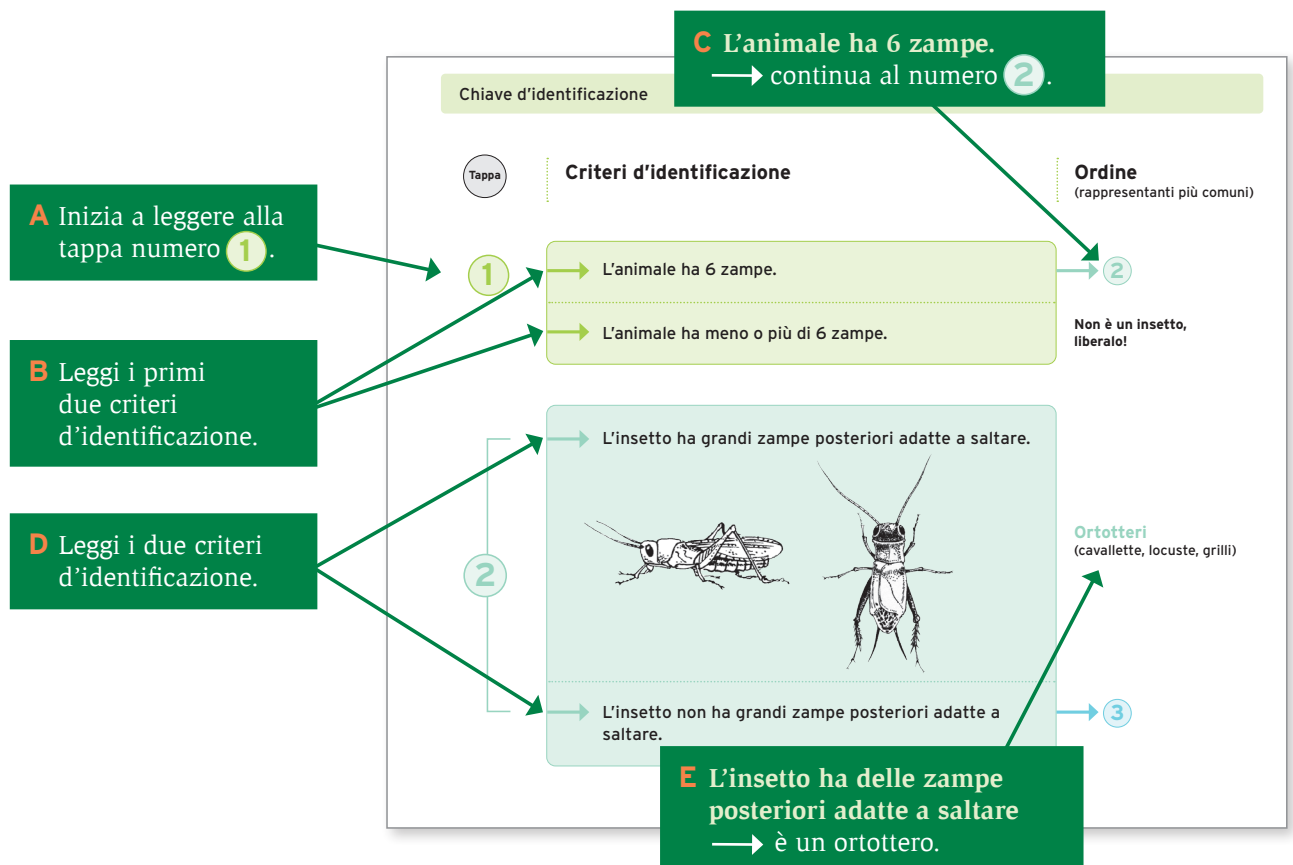 C L'animale ha 6 zampe.
→ continua al numero 2.
Chiave d'identificazione
Tappa
Criteri d'identificazione
Ordine
(rappresentanti più comuni)
A Inizia a leggere alla
tappa numero 1.
1
L'animale ha 6 zampe.
2
L'animale ha meno o più di 6 zampe.
Non è un insetto,
liberalo!
B Leggi i primi
due criteri
d'identificazione.
L'insetto ha grandi zampe posteriori adatte a saltare.
D Leggi i due criteri
d'identificazione.
2
Ortotteri
(cavallette, locuste, grilli)
L'insetto non ha grandi zampe posteriori adatte a
saltare.
3
E L'insetto ha delle zampe
posteriori adatte a saltare
→ è un ortottero.